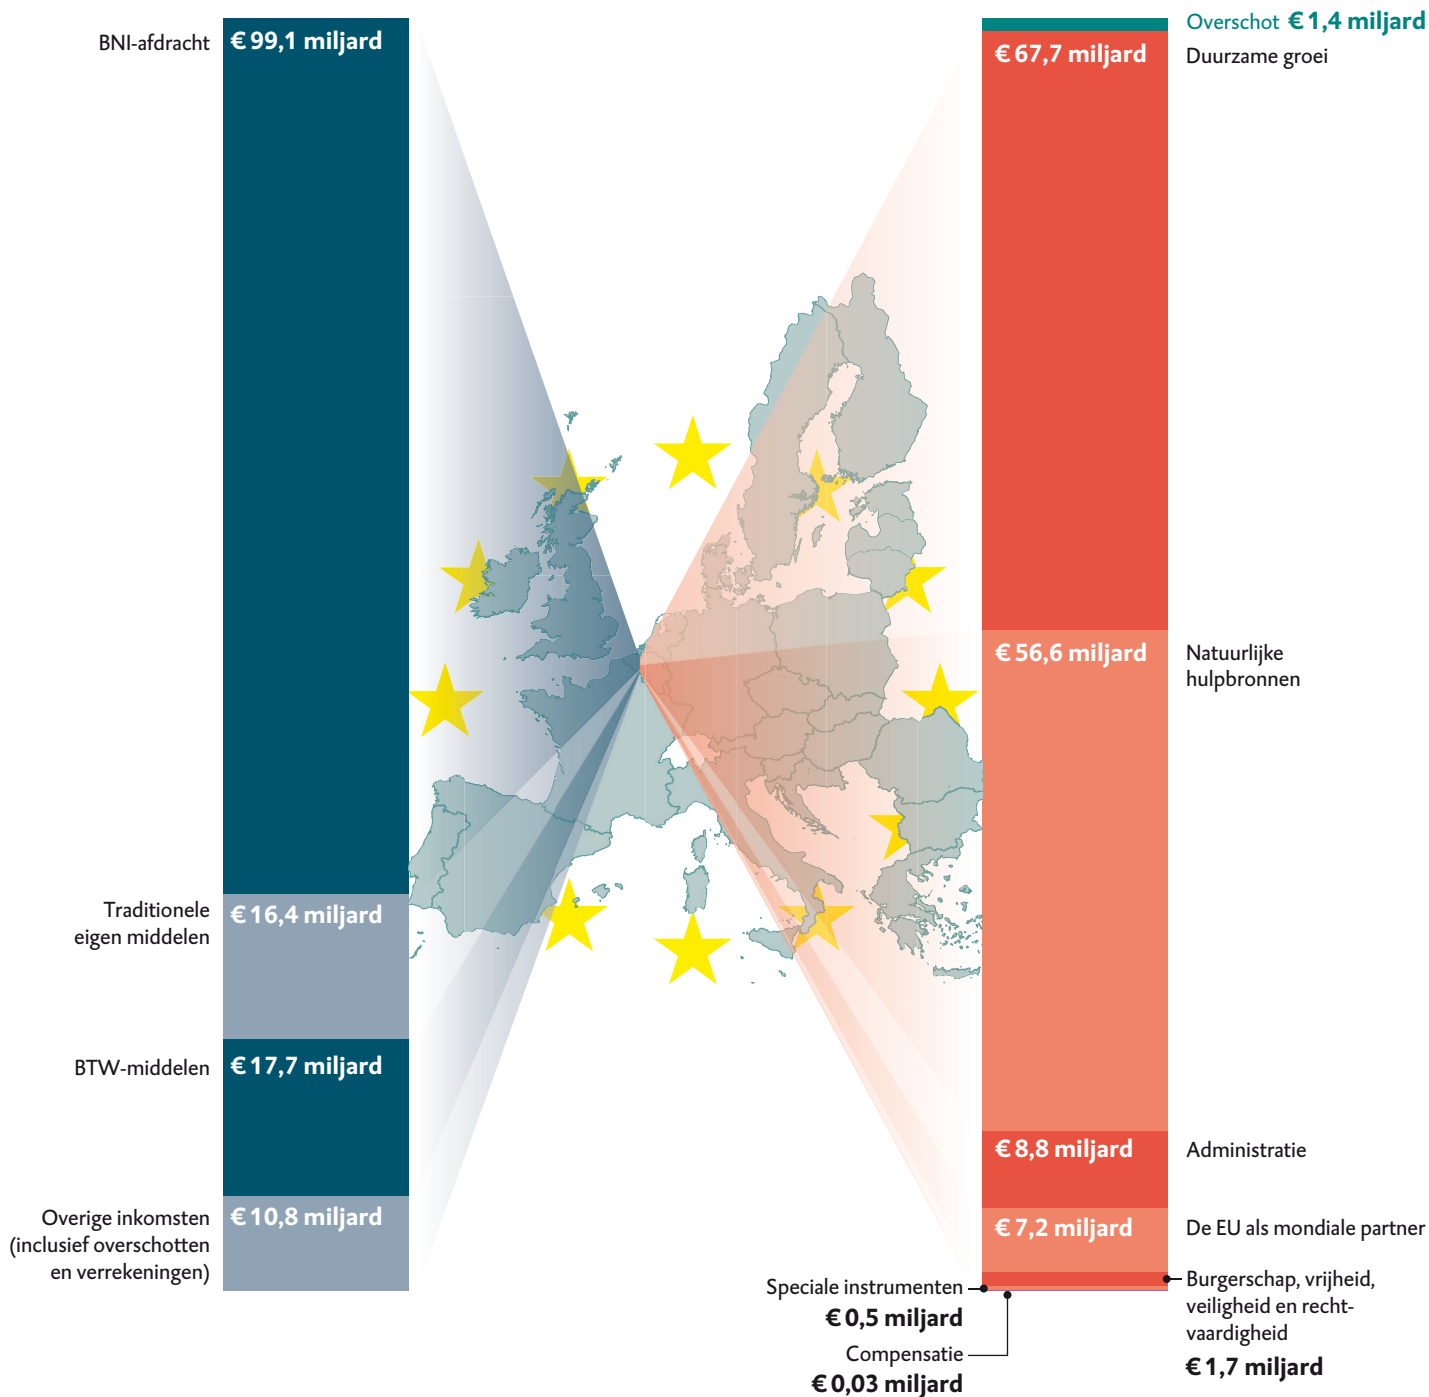 BNI-afdracht
€ 99,1 miljard
Traditionele
eigen middelen
€ 16,4 miljard
BTW-middelen
€ 17,7 miljard
Overige inkomsten
(inclusief overschotten
en verrekeningen)
€ 10,8 miljard
Overschot € 1,4 miljard
€ 67,7 miljard
Duurzame groei
€ 56,6 miljard
Natuurlijke
hulpbronnen
€ 8,8 miljard
Administratie
€ 7,2 miljard
De EU als mondiale partner
Burgerschap, vrijheid,
veiligheid en recht-
vaardigheid
€ 1,7 miljard
Speciale instrumenten
€ 0,5 miljard
Compensatie
€ 0,03 miljard